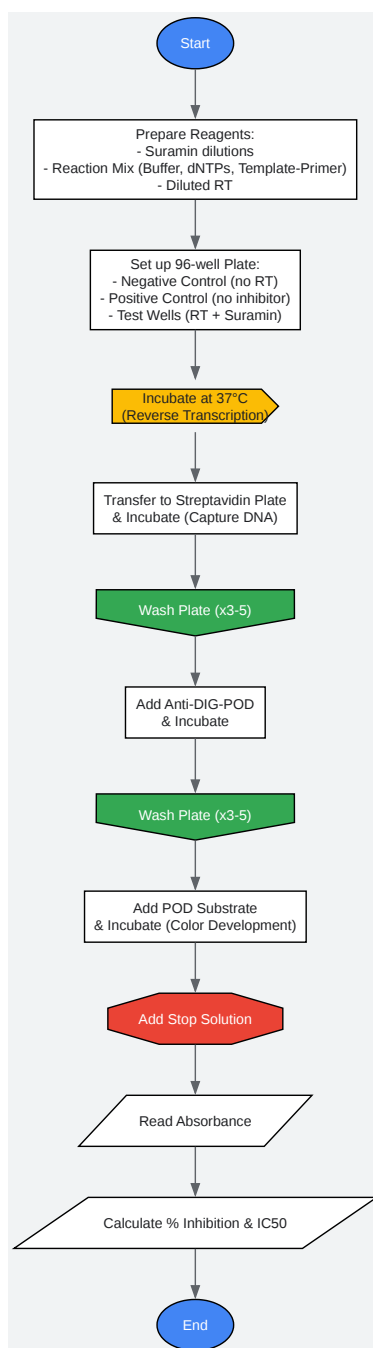 Start
Prepare Reagents:
- Suramin dilutions
- Reaction Mix (Buffer, dNTPs, Template-Primer)
- Diluted RT
Set up 96-well Plate:
- Negative Control (no RT)
- Positive Control (no inhibitor)
- Test Wells (RT + Suramin)
Incubate at 37°C
(Reverse Transcription)
Transfer to Streptavidin Plate
& Incubate (Capture DNA)
Wash Plate (x3-5)
Add Anti-DIG-POD
& Incubate
Wash Plate (x3-5)
Add POD Substrate
& Incubate (Color Development)
Add Stop Solution
Read Absorbance
Calculate % Inhibition & IC50
End